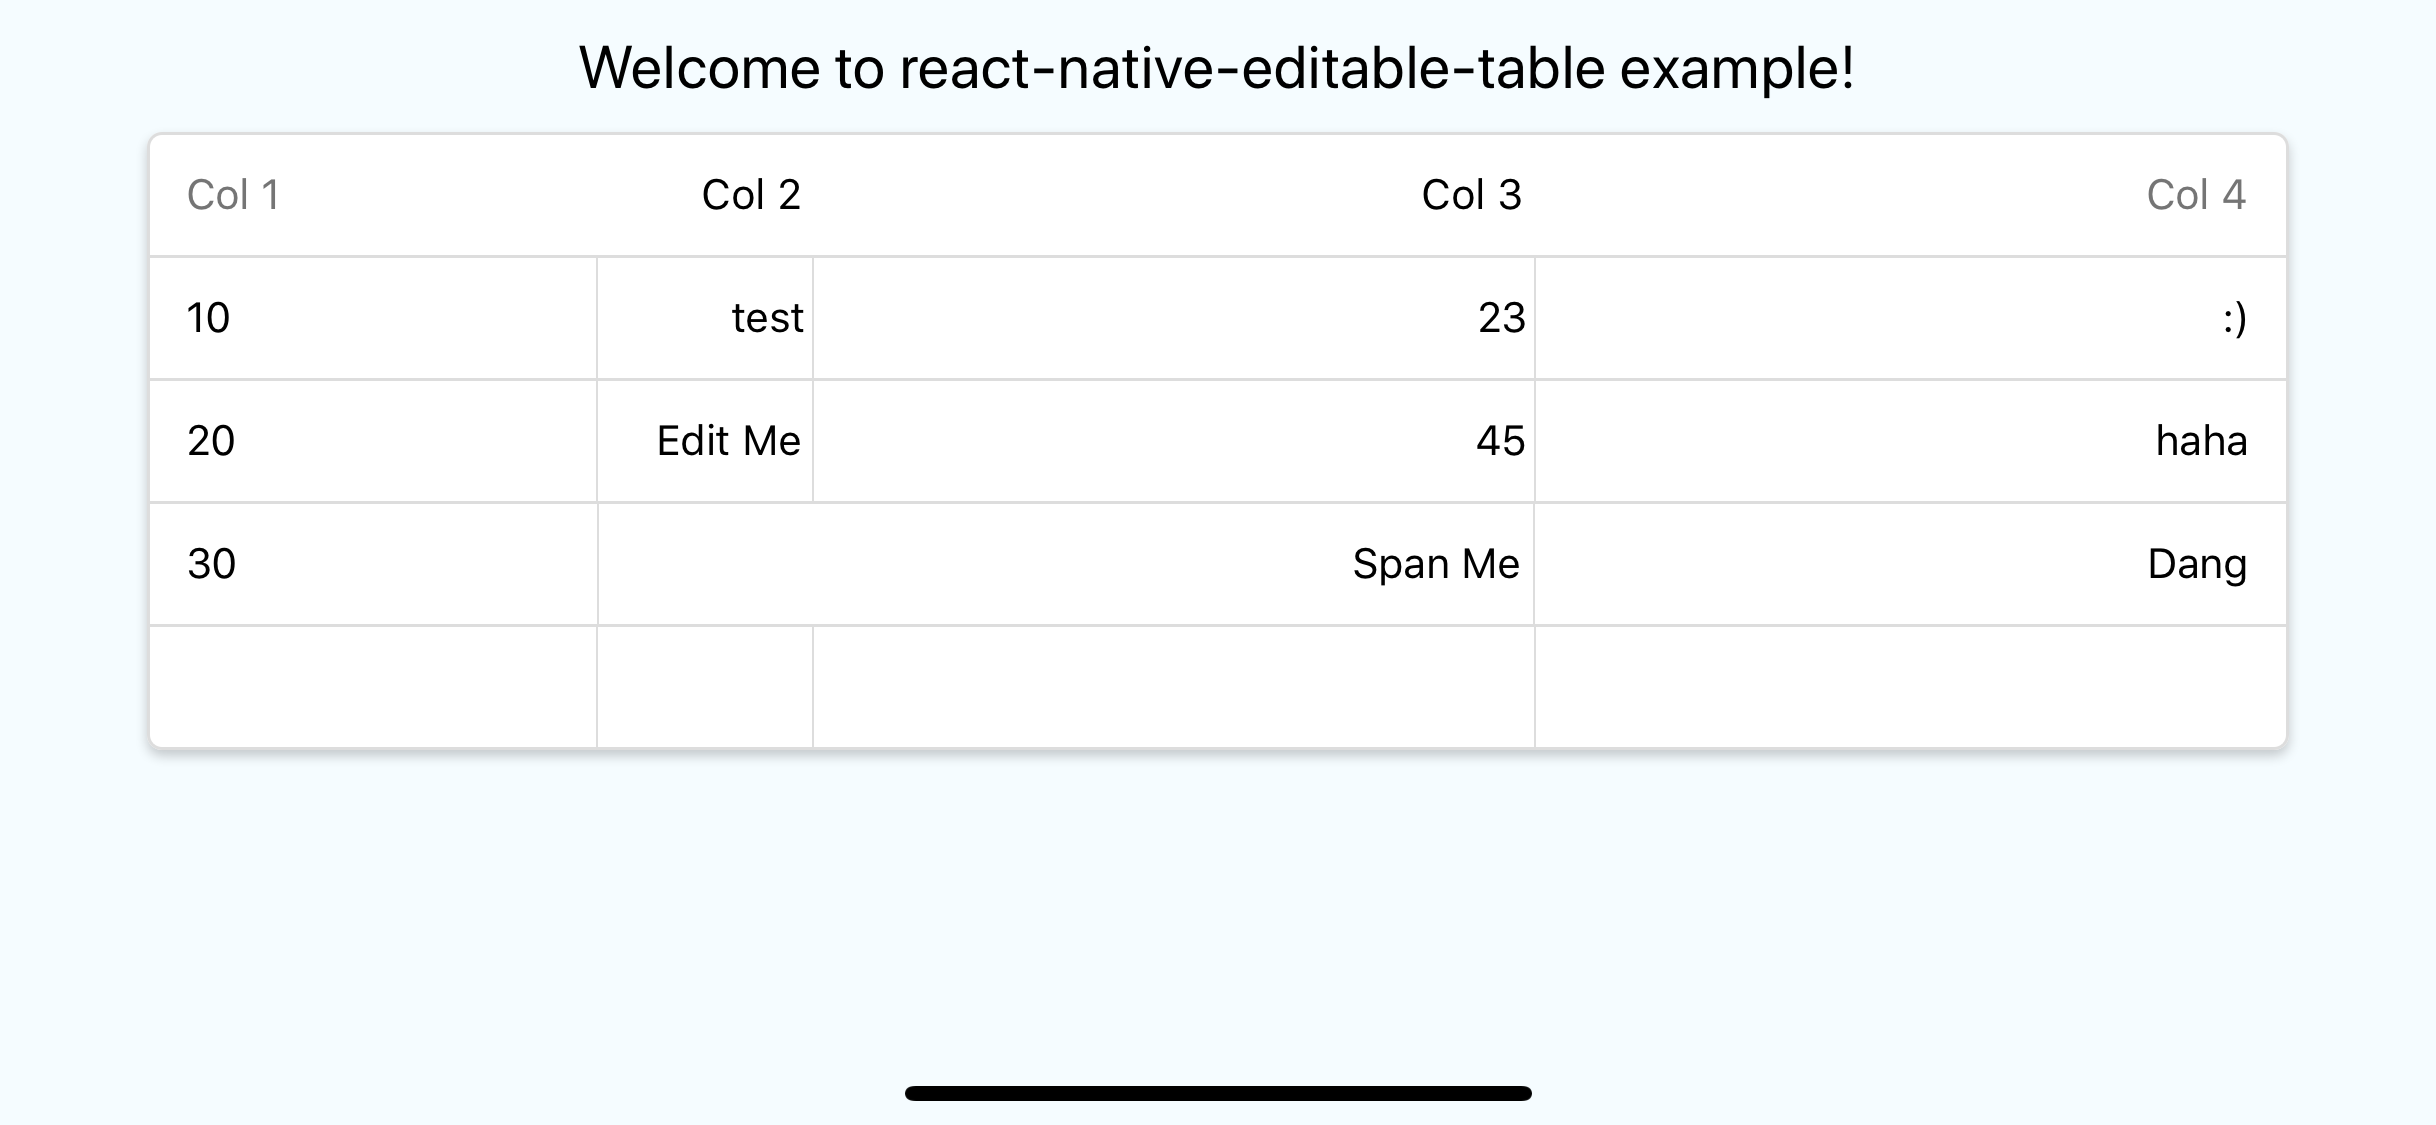 Welcome to react-native-editable-table example!
Col 1 Col 2 Col 3 Col 4
10 test 23 :)
20 Edit Me 45 haha
30 Span Me Dang